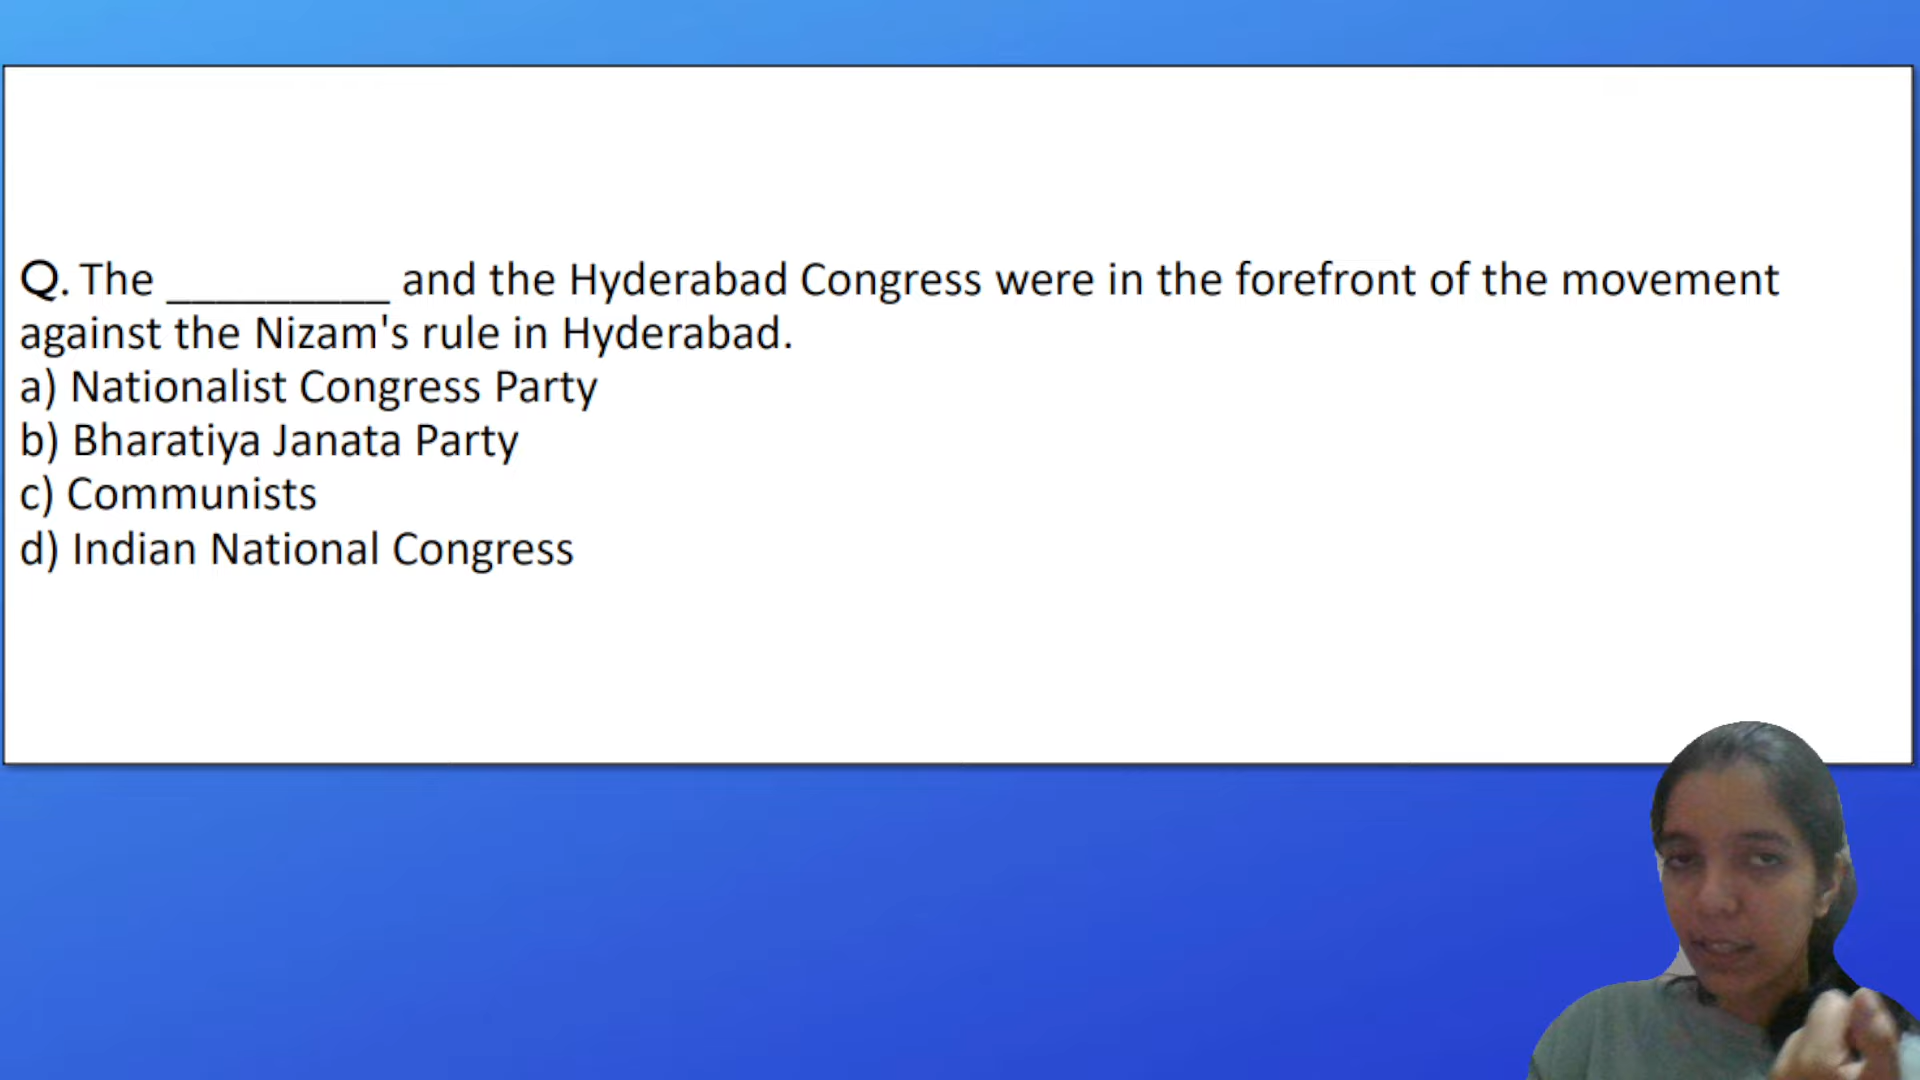 Q. The _________ and the Hyderabad Congress were in the forefront of the movement
against the Nizam's rule in Hyderabad.
a) Nationalist Congress Party
b) Bharatiya Janata Party
c) Communists
d) Indian National Congress